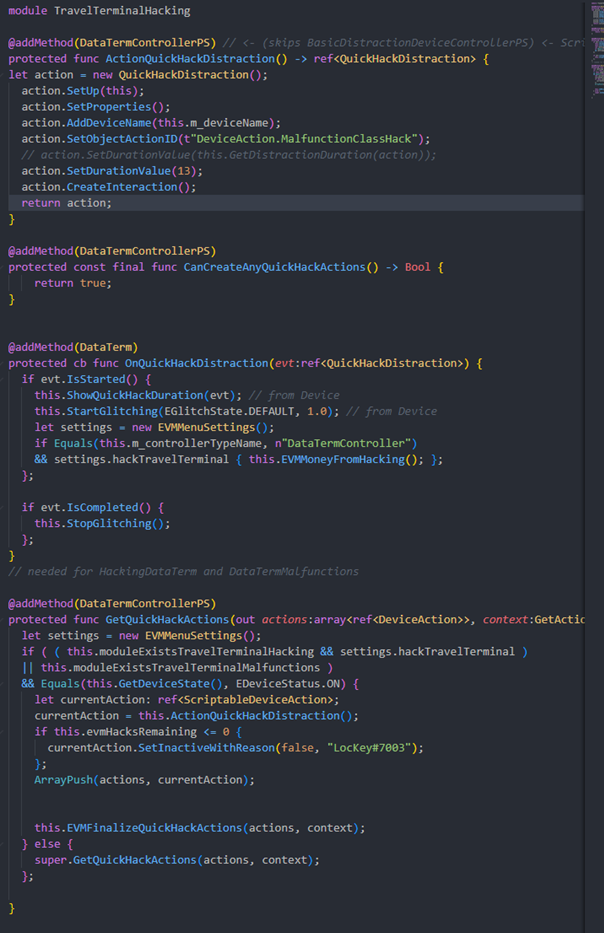 module TravelTerminalHacking
@addMethod(DataTermControllerPS) // <- (skips BasicDistractionDeviceControllerPS) <- Scri
protected func ActionQuickHackDistraction() -> ref<QuickHackDistraction> {
let action = new QuickHackDistraction();
action.SetUp(this);
action.SetProperties();
action.AddDeviceName(this.m_deviceName);
action.SetObjectActionID(t"DeviceAction.MalfunctionClassHack");
// action.SetDurationValue(this.GetDistractionDuration(action));
action.SetDurationValue(13);
action.CreateInteraction();
return action;
}
@addMethod(DataTermControllerPS)
protected const final func CanCreateAnyQuickHackActions() -> Bool {
return true;
}
@addMethod(DataTerm)
protected cb func OnQuickHackDistraction(evt:ref<QuickHackDistraction>) {
if evt.IsStarted() {
this.ShowQuickHackDuration(evt); // from Device
this.StartGlitching(EGlitchState.DEFAULT, 1.0); // from Device
let settings = new EVMMenuSettings();
if Equals(this.m_controllerTypeName, n"DataTermController")
&& settings.hackTravelTerminal { this.EVMMoneyFromHacking(); };
};
if evt.IsCompleted() {
this.StopGlitching();
};
}
// needed for HackingDataTerm and DataTermMalfunctions
@addMethod(DataTermControllerPS)
protected func GetQuickHackActions(out actions:array<ref<DeviceAction>>, context:GetActio
let settings = new EVMMenuSettings();
if ( ( this.moduleExistsTravelTerminalHacking && settings.hackTravelTerminal )
|| this.moduleExistsTravelTerminalMalfunctions )
&& Equals(this.GetDeviceState(), EDeviceStatus.ON) {
let currentAction: ref<ScriptableDeviceAction>;
currentAction = this.ActionQuickHackDistraction();
if this.evmHacksRemaining <= 0 {
currentAction.SetInactiveWithReason(false, "LocKey#7003");
};
ArrayPush(actions, currentAction);
this.EVMFinalizeQuickHackActions(actions, context);
} else {
super.GetQuickHackActions(actions, context);
};
}